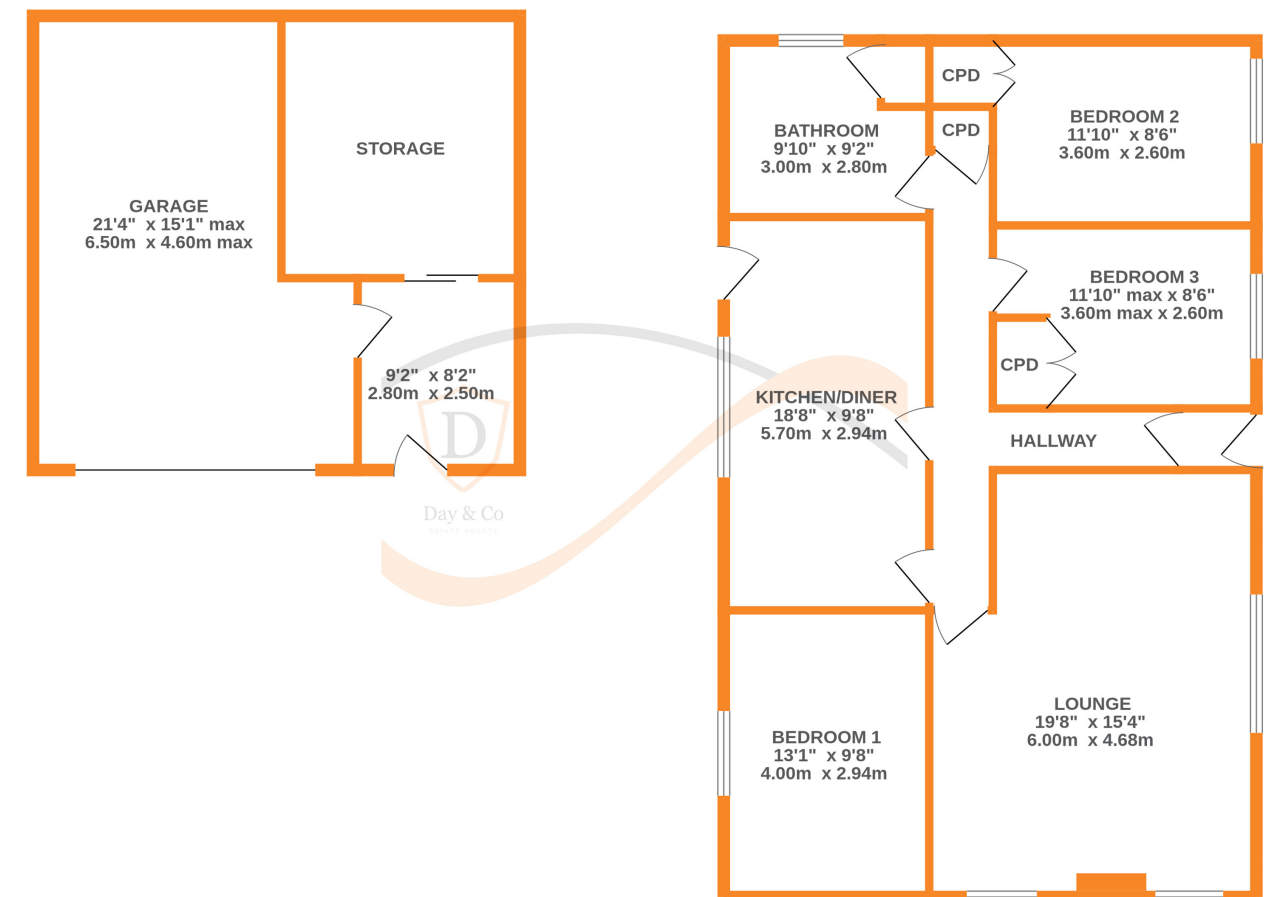 GARAGE
21'4" x 15'1" max
6.50m x 4.60m max
STORAGE
9'2" x 8'2"
2.80m x 2.50m
D
Day & Co
ESTATE AGENTS
BATHROOM
9'10" x 9'2"
3.00m x 2.80m
CPD
CPD
BEDROOM 2
11'10" x 8'6"
3.60m x 2.60m
BEDROOM 3
11'10" max x 8'6"
3.60m max x 2.60m
CPD
KITCHEN/DINER
18'8" x 9'8"
5.70m x 2.94m
HALLWAY
BEDROOM 1
13'1" x 9'8"
4.00m x 2.94m
LOUNGE
19'8" x 15'4"
6.00m x 4.68m